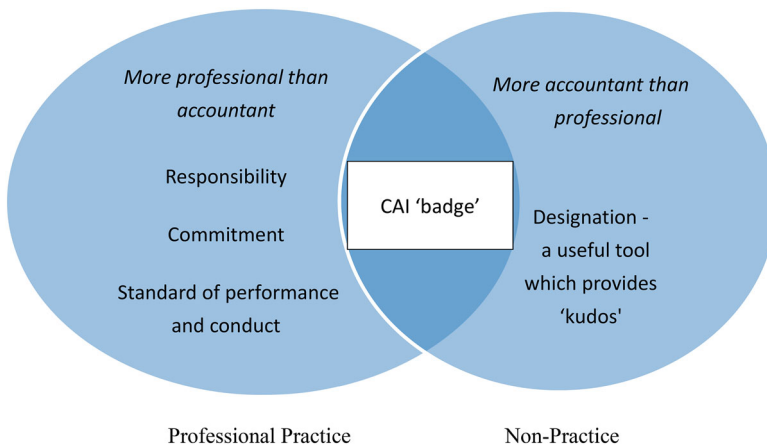 More professional than
accountant
Responsibility
Commitment
Standard of performance
and conduct
CAI ‘badge’
More accountant than
professional
Designation -
a useful tool
which provides
‘kudos'
Professional Practice
Non-Practice